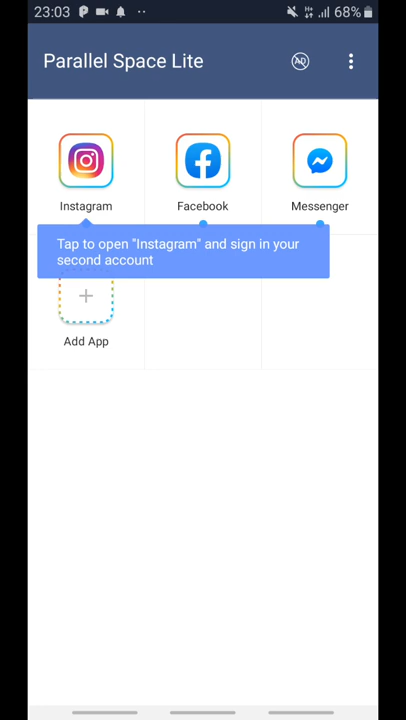 23:03
68%
Parallel Space Lite
AD
Instagram
Facebook
Messenger
Tap to open "Instagram" and sign in your
second account
Add App